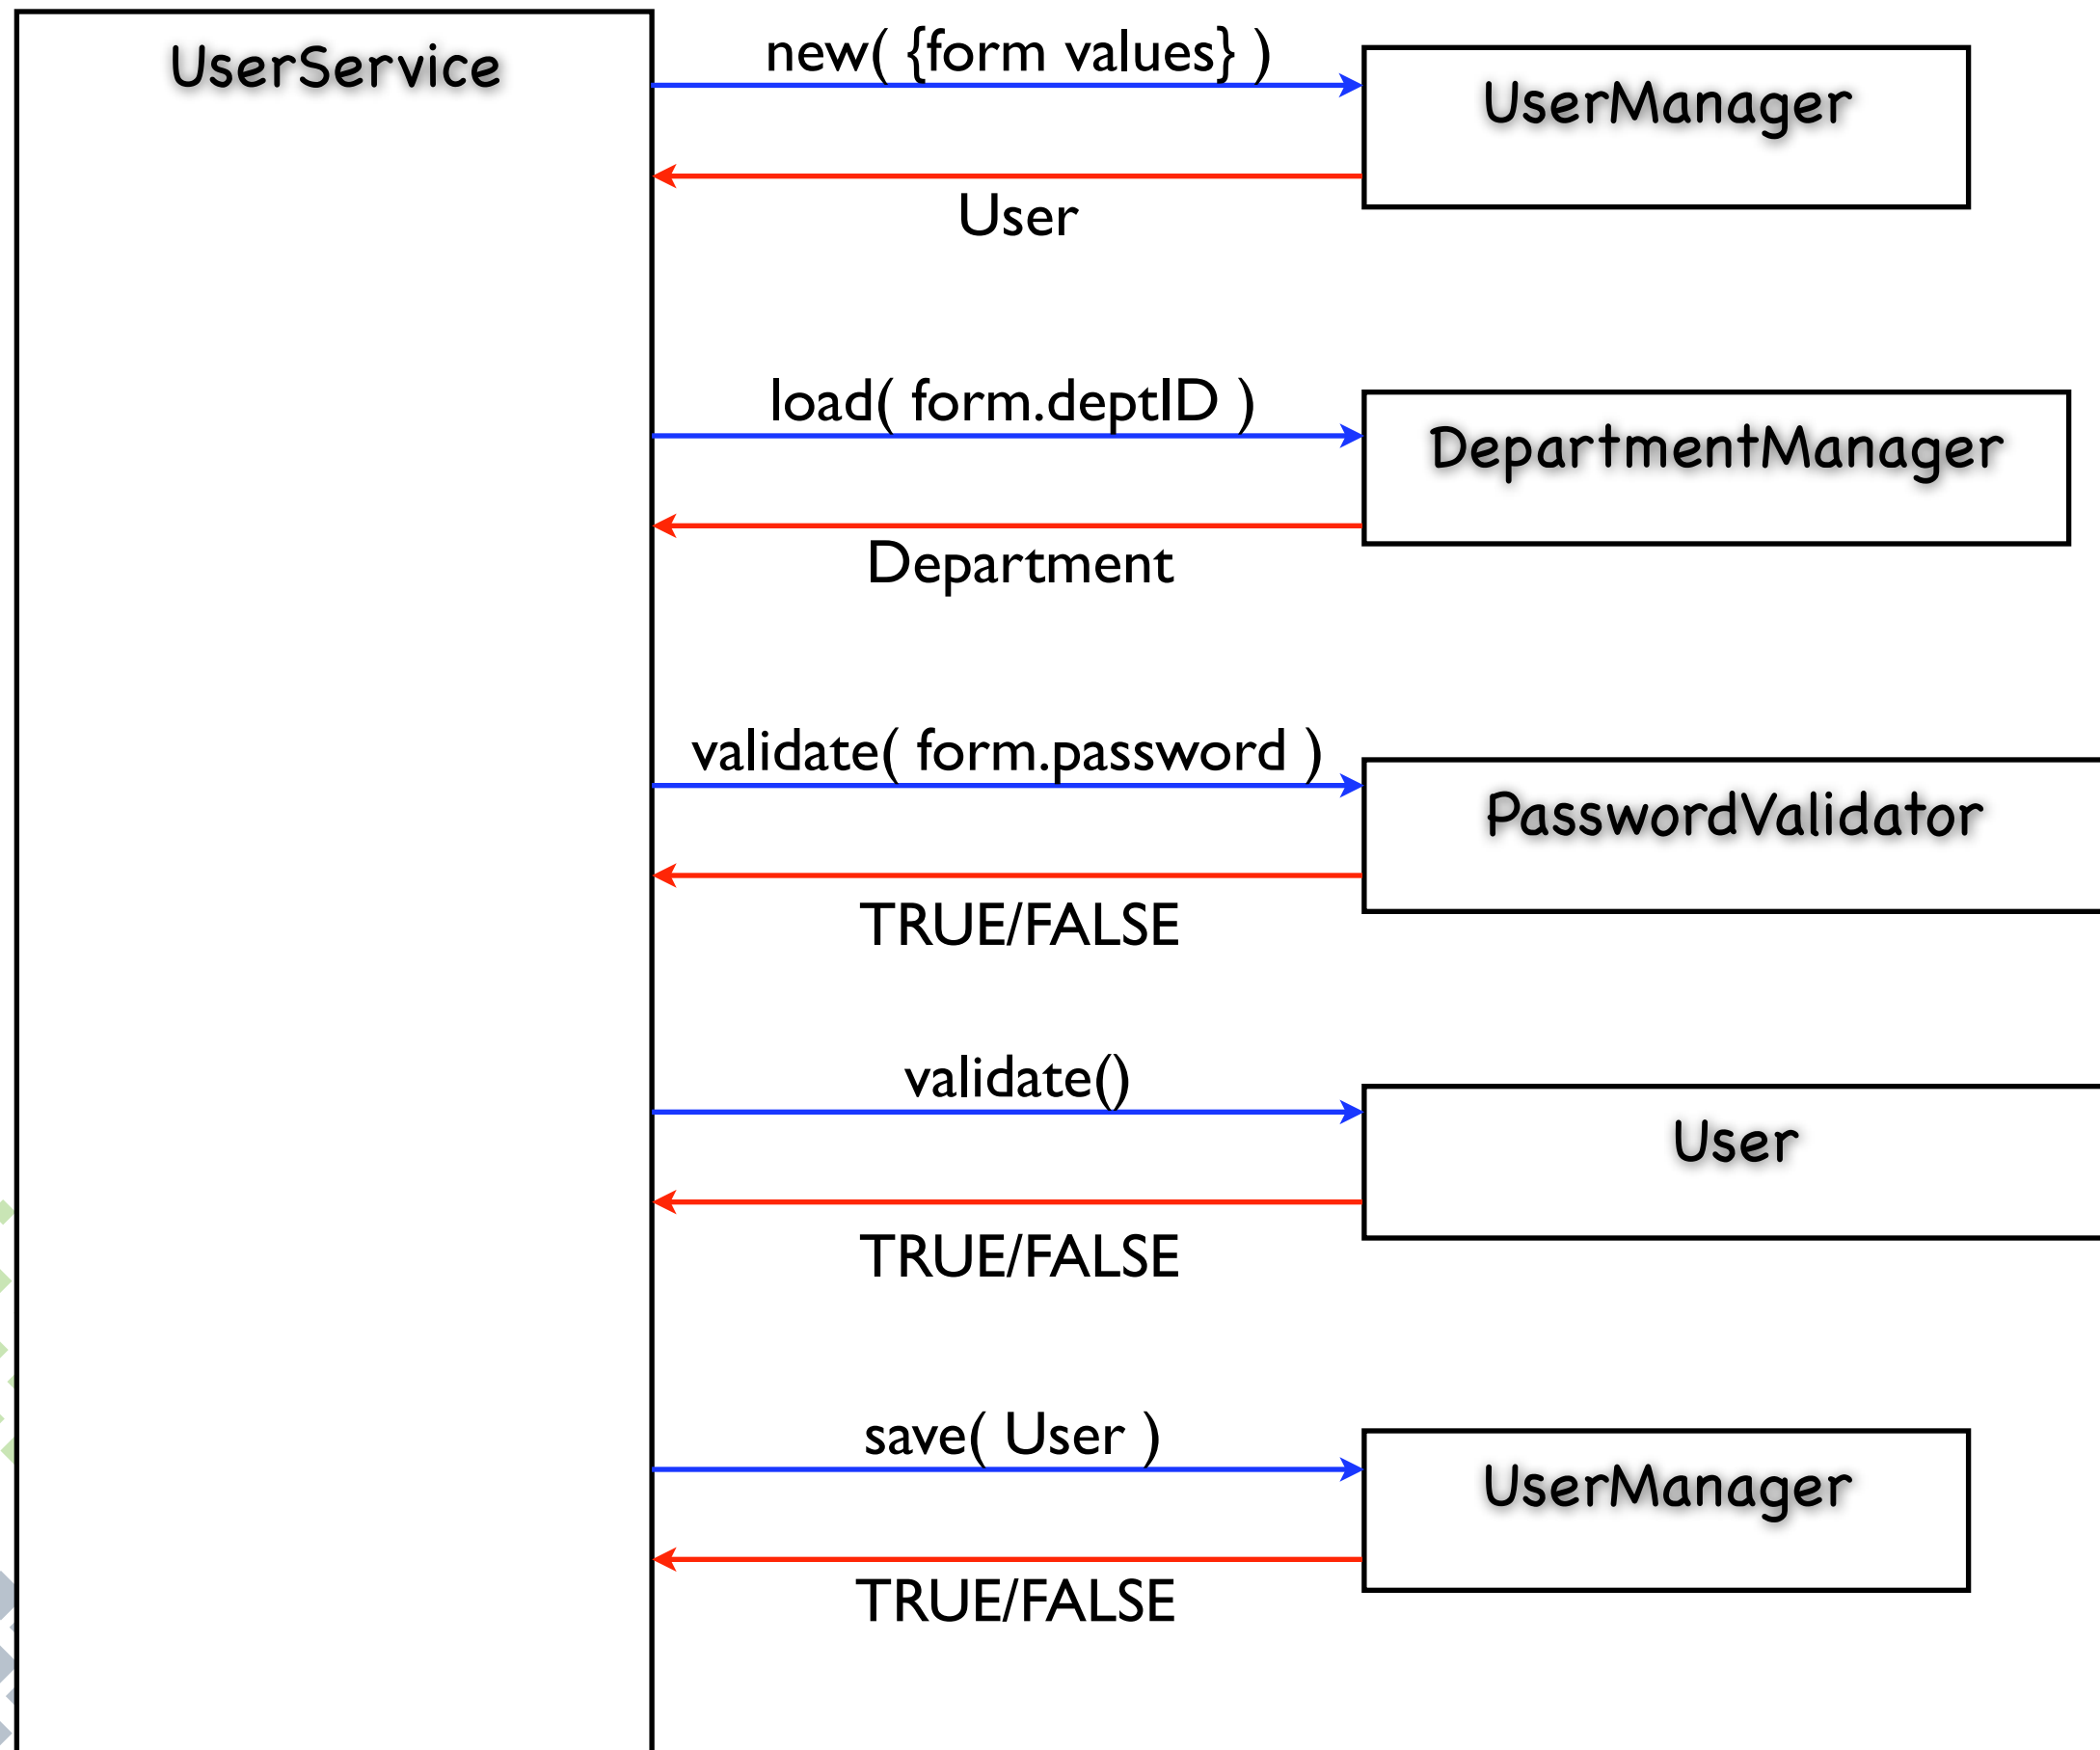 UserService
new( {form values} )
UserManager
User
load( form.deptID )
DepartmentManager
Department
validate( form.password )
PasswordValidator
TRUE/FALSE
validate()
User
TRUE/FALSE
save( User )
UserManager
TRUE/FALSE